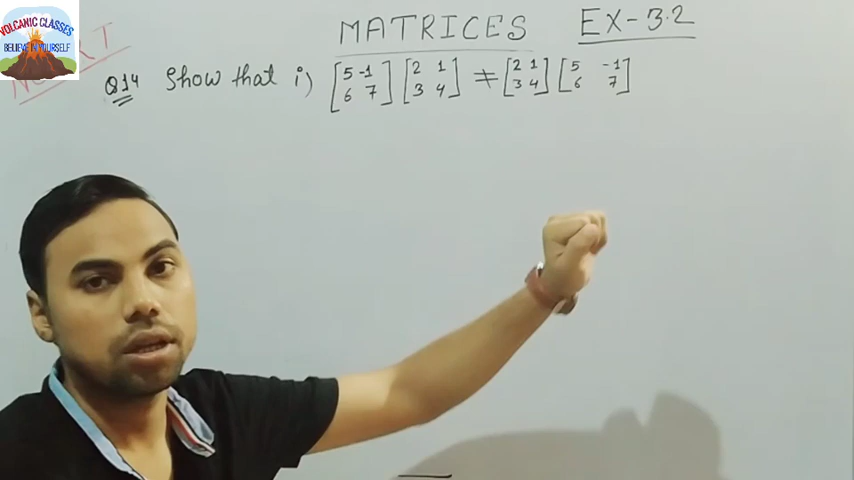 VOLCANIC CLASSES
BELIEVE IN YOURSELF
MATRICES EX-3.2
Q14 Show that i) [5 -1 [2 1 ≠ [2 1 [5 -1
6 7] 3 4] 3 4] 6 7]